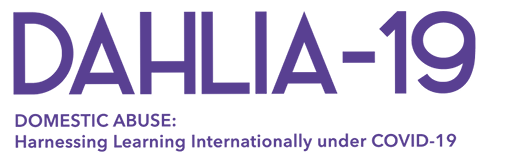 DAHLIA-19
DOMESTIC ABUSE:
Harnessing Learning Internationally under COVID-19